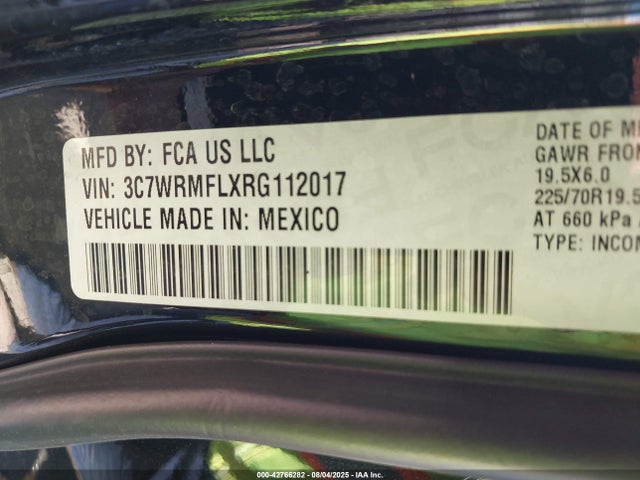 MFD BY: FCA US LLC
VIN: 3C7WRMFLXRG112017
VEHICLE MADE IN: MEXICO
DATE OF M
GAWR FRON
19.5X6.0
225/70R19.5
AT 660 kPa
TYPE: INCOM
000-42766282 - 08/04/2025 - IAA Inc.